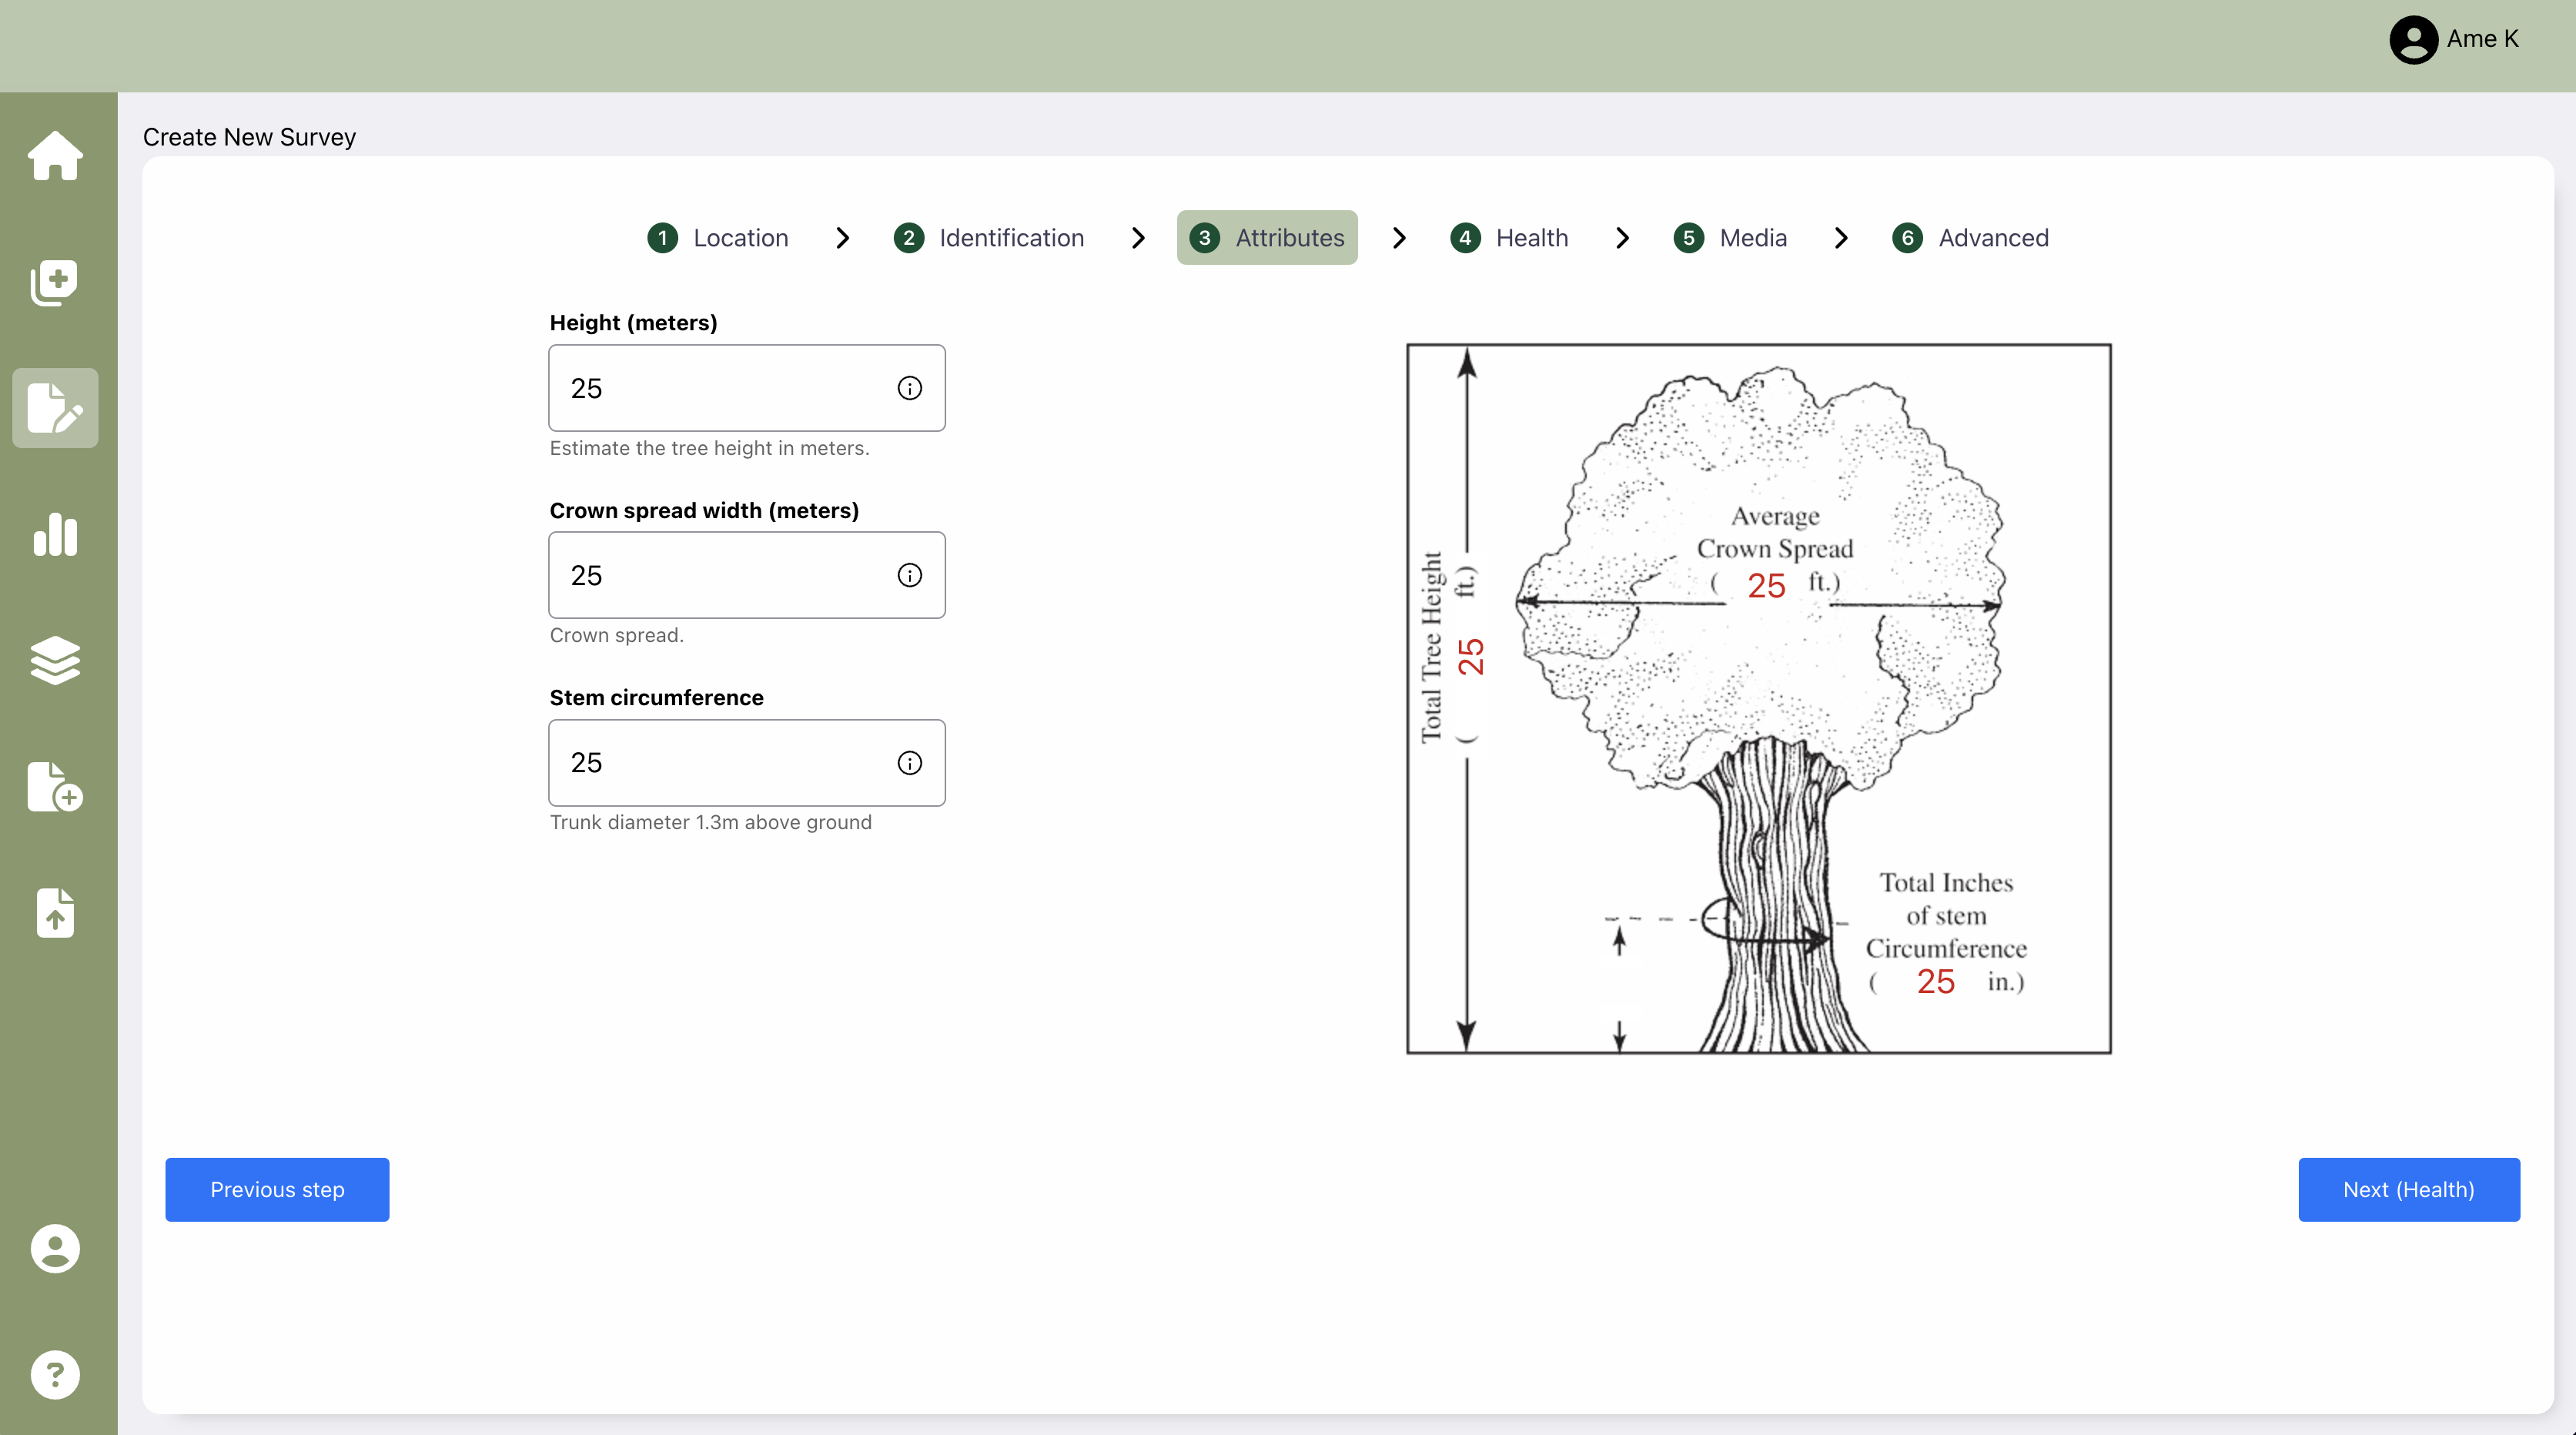 Ame K
Create New Survey
1 Location
2 Identification
3 Attributes
4 Health
5 Media
6 Advanced
Height (meters)
25
Estimate the tree height in meters.
Crown spread width (meters)
25
Crown spread.
Stem circumference
25
Trunk diameter 1.3m above ground
Total Tree Height
( 25 ft.)
Average
Crown Spread
( 25 ft.)
Total Inches
of stem
Circumference
( 25 in.)
Previous step
Next (Health)
?